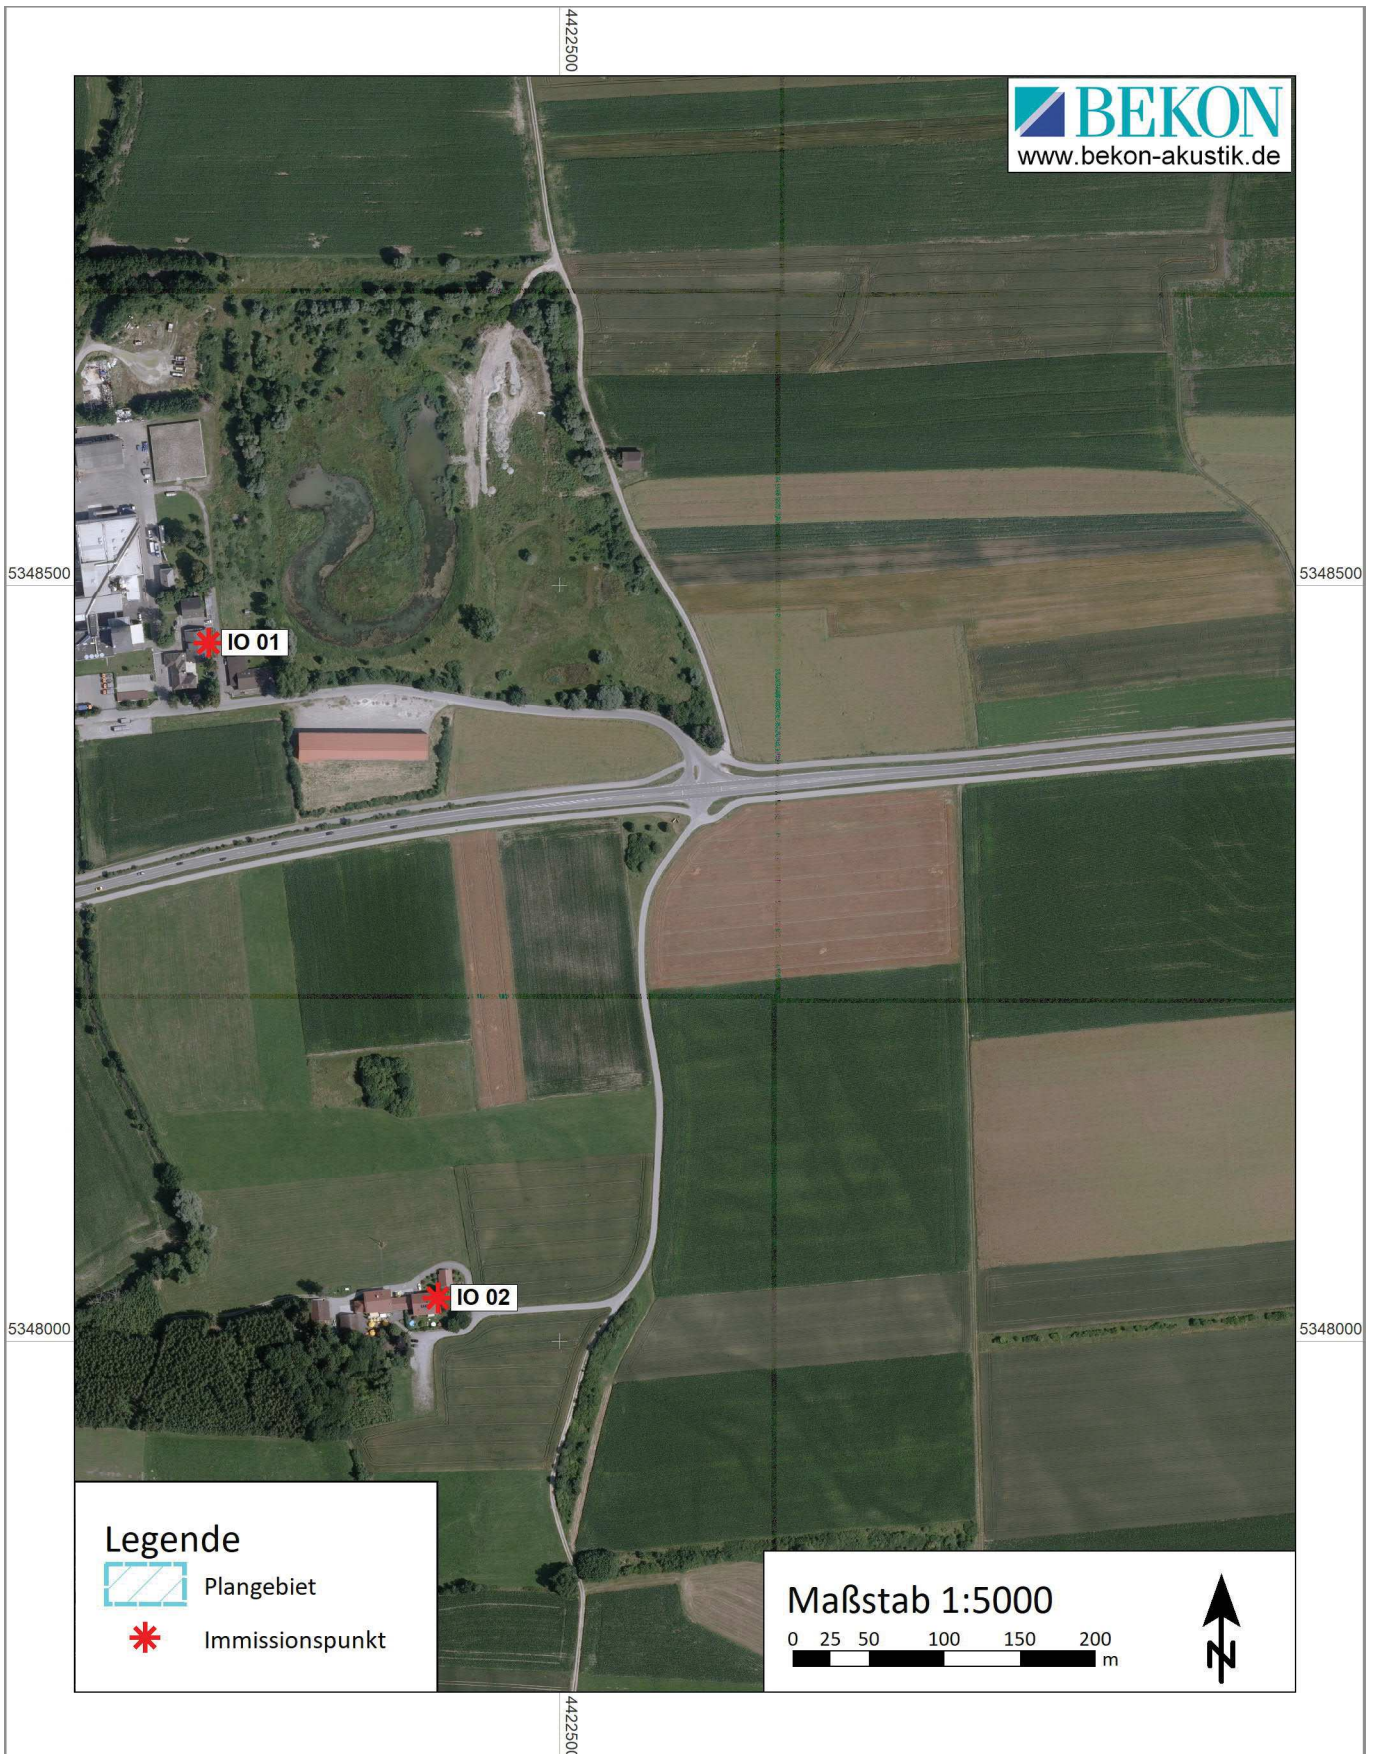 4422500
BEKON
www.bekon-akustik.de
5348500
5348500
IO 01
IO 02
5348000
5348000
Legende
Plangebiet
Immissionspunkt
Maßstab 1:5000
0 25 50 100 150 200
m
N
4422500